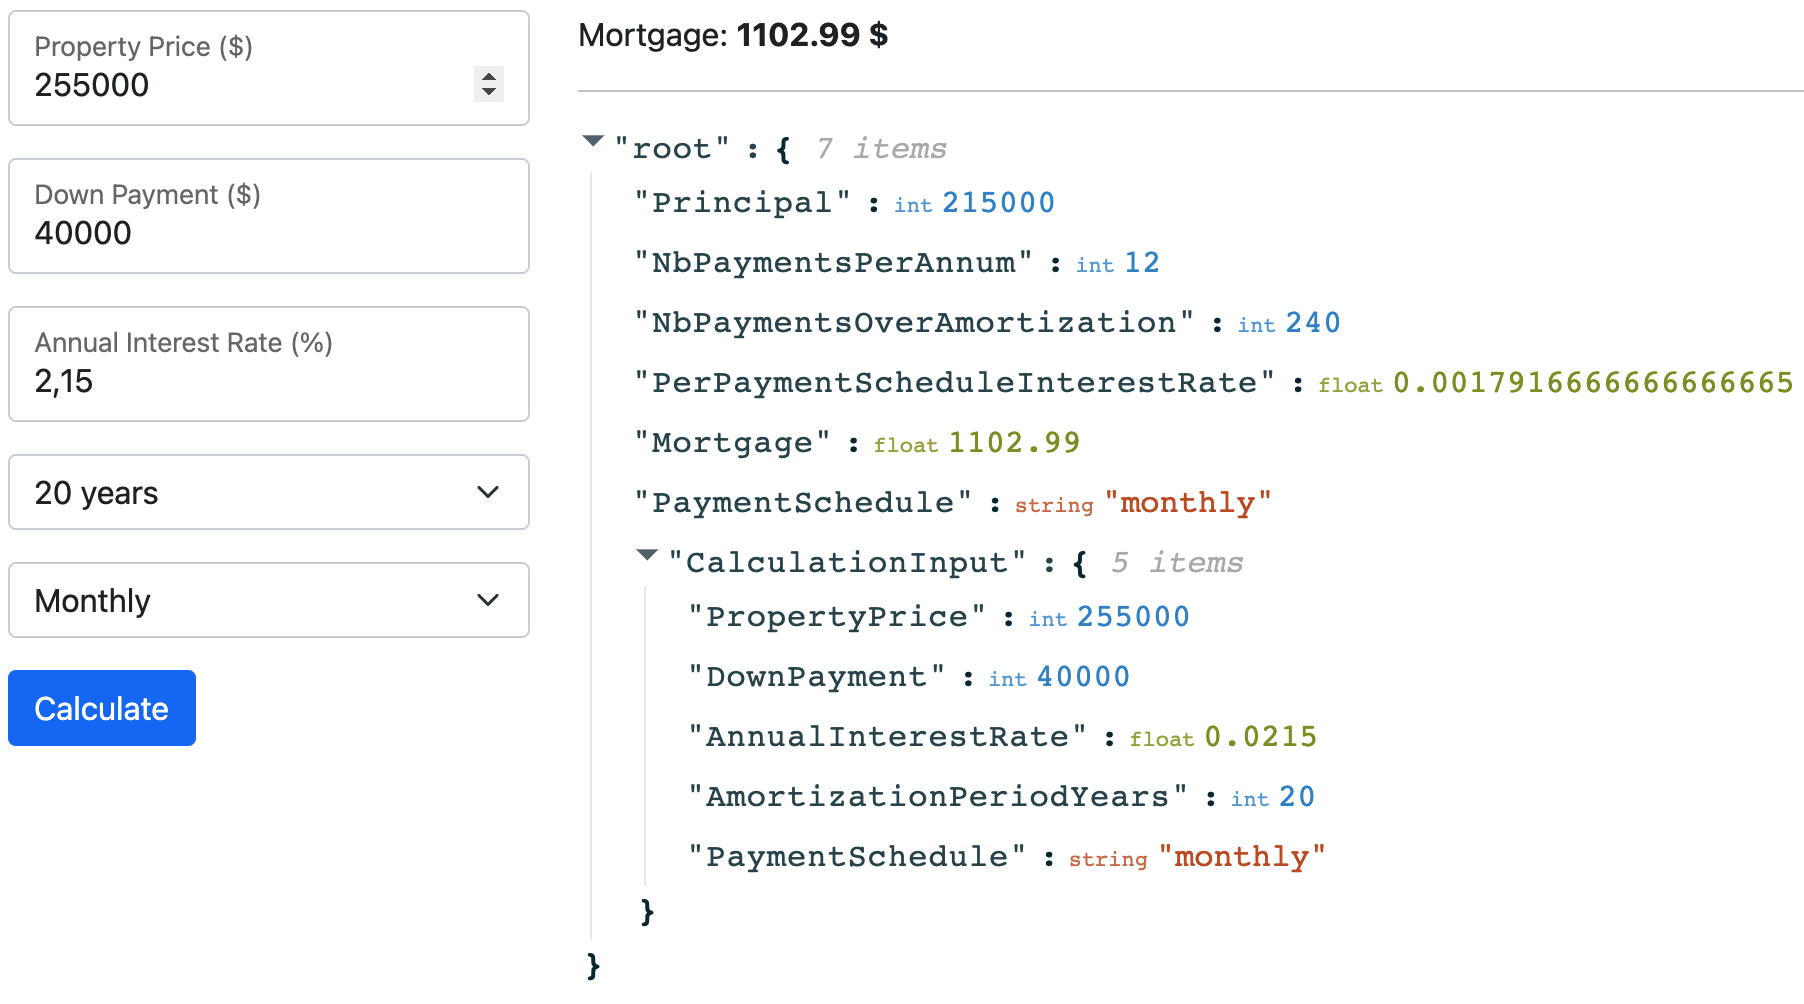 Property Price ($)
255000
Down Payment ($)
40000
Annual Interest Rate (%)
2,15
20 years
Monthly
Calculate
Mortgage: 1102.99 $
"root" : { 7 items
"Principal" : int 215000
"NbPaymentsPerAnnum" : int 12
"NbPaymentsOverAmortization" : int 240
"PerPaymentScheduleInterestRate" : float 0.0017916666666666665
"Mortgage" : float 1102.99
"PaymentSchedule" : string "monthly"
"CalculationInput" : { 5 items
"PropertyPrice" : int 255000
"DownPayment" : int 40000
"AnnualInterestRate" : float 0.0215
"AmortizationPeriodYears" : int 20
"PaymentSchedule" : string "monthly"
}
}